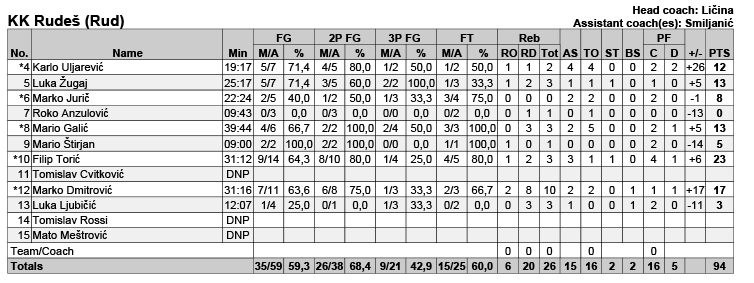 KK Rudeš (Rud)
Head coach: Ličina
Assistant coach(es): Smiljanić
FG 2P FG 3P FG FT Reb PF
No. Name Min M/A % M/A % M/A % M/A % RO RD Tot AS TO ST BS C D +/- PTS
*4 Karlo Uljarević 19:17 5/7 71,4 4/5 80,0 1/2 50,0 1/2 50,0 1 1 2 4 4 0 0 2 2 +26 12
5 Luka Žugaj 25:17 5/7 71,4 3/5 60,0 2/2 100,0 1/3 33,3 1 2 3 1 1 1 0 1 0 +5 13
*6 Marko Jurič 22:24 2/5 40,0 1/2 50,0 1/3 33,3 3/4 75,0 0 0 0 2 2 0 0 2 0 -1 8
7 Roko Anzulović 09:43 0/3 0,0 0/2 0,0 0/1 0,0 0/0 0,0 0 1 1 0 1 0 0 1 0 -13 0
*8 Mario Galić 39:44 4/6 66,7 2/2 100,0 2/4 50,0 3/3 100,0 0 3 3 2 5 0 0 2 1 +5 13
9 Mario Štirjan 09:00 2/2 100,0 2/2 100,0 0/0 0,0 1/1 100,0 0 1 1 0 0 0 0 2 0 -14 5
*10 Filip Torić 31:12 9/14 64,3 8/10 80,0 1/4 25,0 4/5 80,0 1 2 3 3 1 1 0 4 1 +6 23
11 Tomislav Cvitković DNP
*12 Marko Dmitrović 31:16 7/11 63,6 6/8 75,0 1/3 33,3 2/3 66,7 2 8 10 2 2 0 1 1 0 +17 17
13 Luka Ljubičić 12:07 1/4 25,0 0/1 0,0 1/3 33,3 0/2 0,0 0 3 3 1 0 0 1 2 0 -11 3
14 Tomislav Rossi DNP
15 Mato Meštrović DNP
Team/Coach 0 0 0 0 0
Totals 35/59 59,3 26/38 68,4 9/21 42,9 15/25 60,0 6 20 26 15 16 2 2 16 5 94